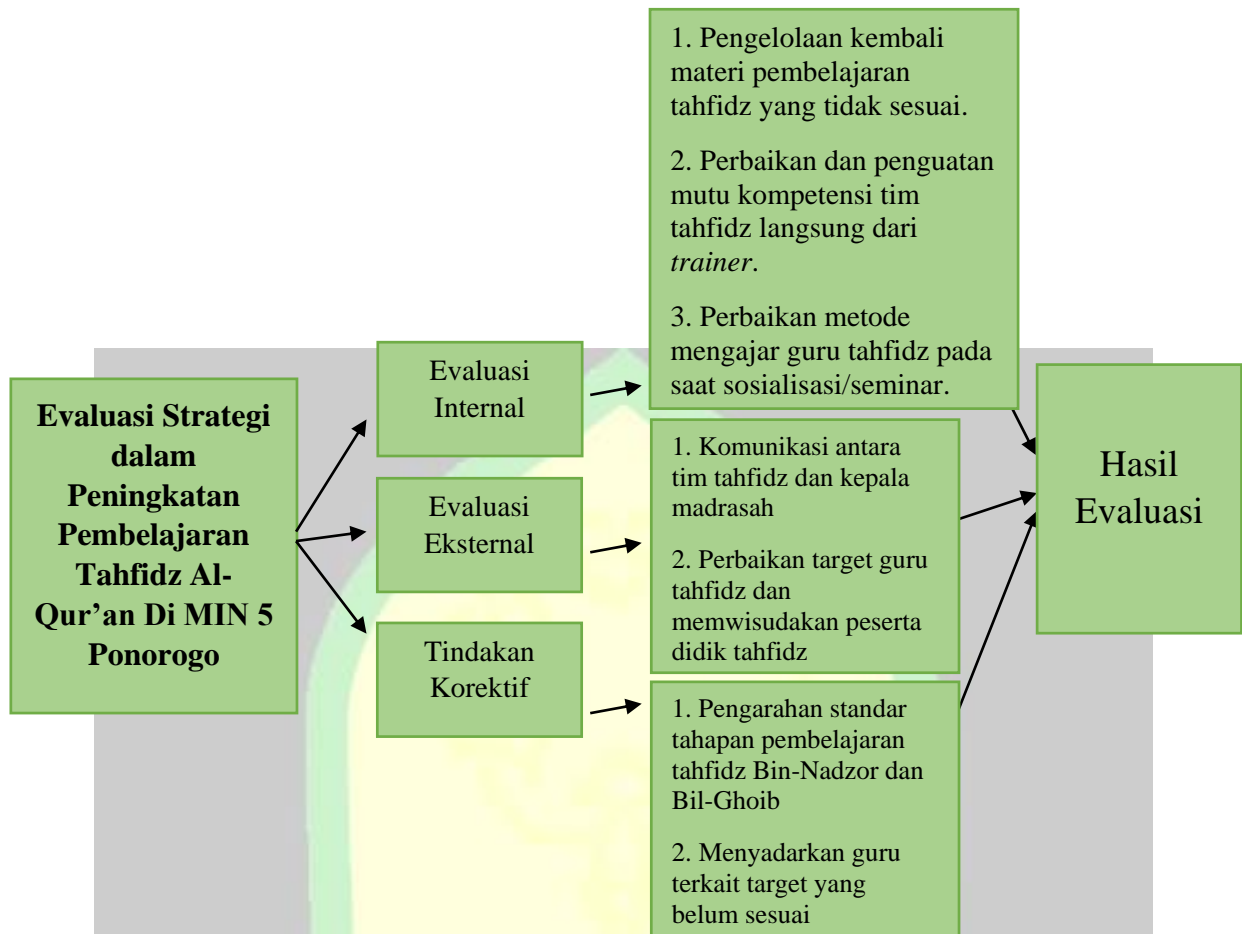 Evaluasi Strategi
dalam
Peningkatan
Pembelajaran
Tahfidz Al-
Qur’an Di MIN 5
Ponorogo
Evaluasi
Internal
Evaluasi
Eksternal
Tindakan
Korektif
1. Pengelolaan kembali
materi pembelajaran
tahfidz yang tidak sesuai.
2. Perbaikan dan penguatan
mutu kompetensi tim
tahfidz langsung dari
trainer.
3. Perbaikan metode
mengajar guru tahfidz pada
saat sosialisasi/seminar.
1. Komunikasi antara
tim tahfidz dan kepala
madrasah
2. Perbaikan target guru
tahfidz dan
memwisudakan peserta
didik tahfidz
1. Pengarahan standar
tahapan pembelajaran
tahfidz Bin-Nadzor dan
Bil-Ghoib
2. Menyadarkan guru
terkait target yang
belum sesuai
Hasil
Evaluasi